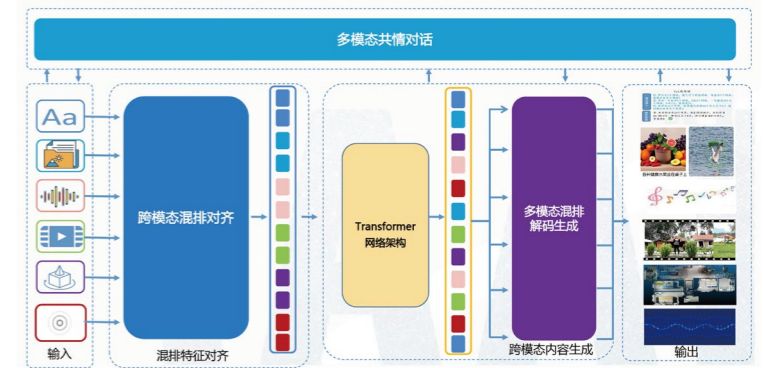 多模态共情对话
Aa
跨模态混排对齐
Transformer
网络架构
多模态混排
解码生成
输入
混排特征对齐
跨模态内容生成
输出